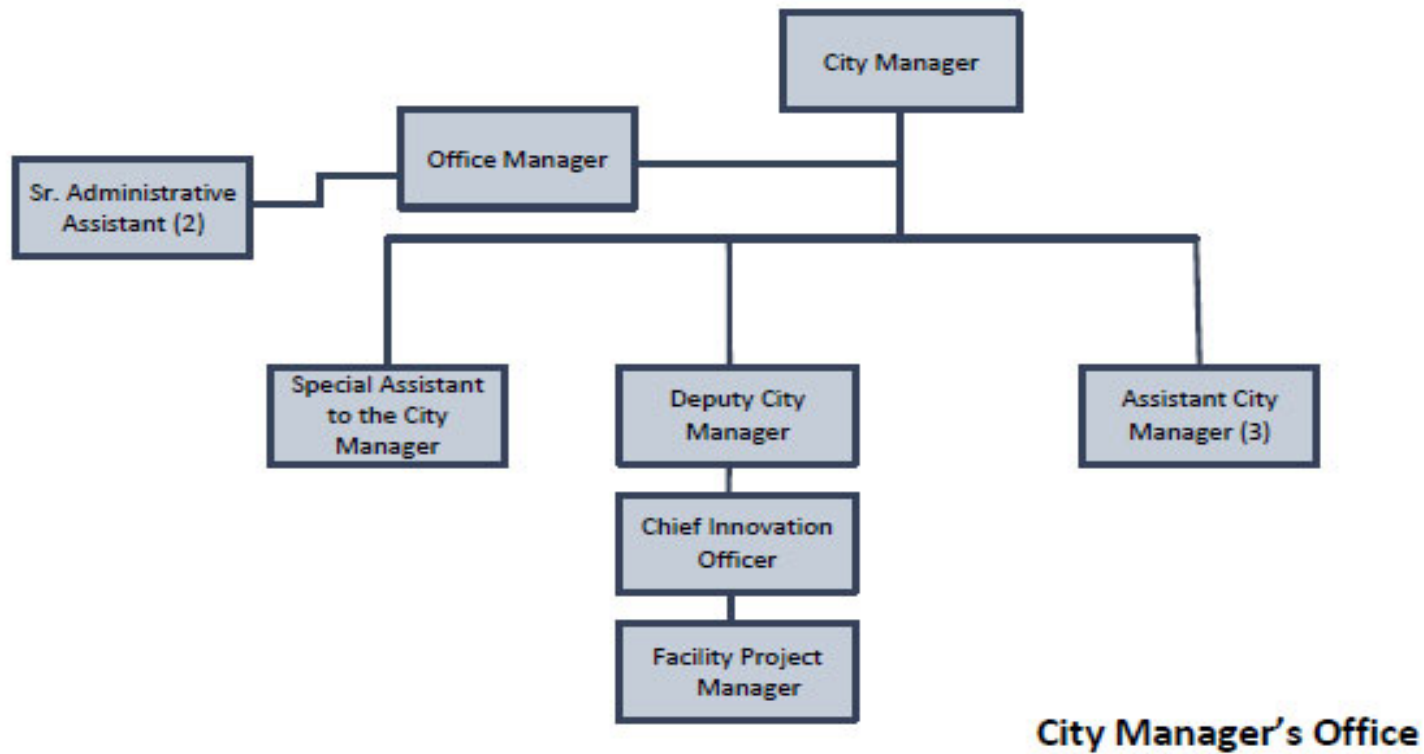 City Manager
Office Manager
Sr. Administrative
Assistant (2)
Special Assistant
to the City
Manager
Deputy City
Manager
Assistant City
Manager (3)
Chief Innovation
Officer
Facility Project
Manager
City Manager’s Office